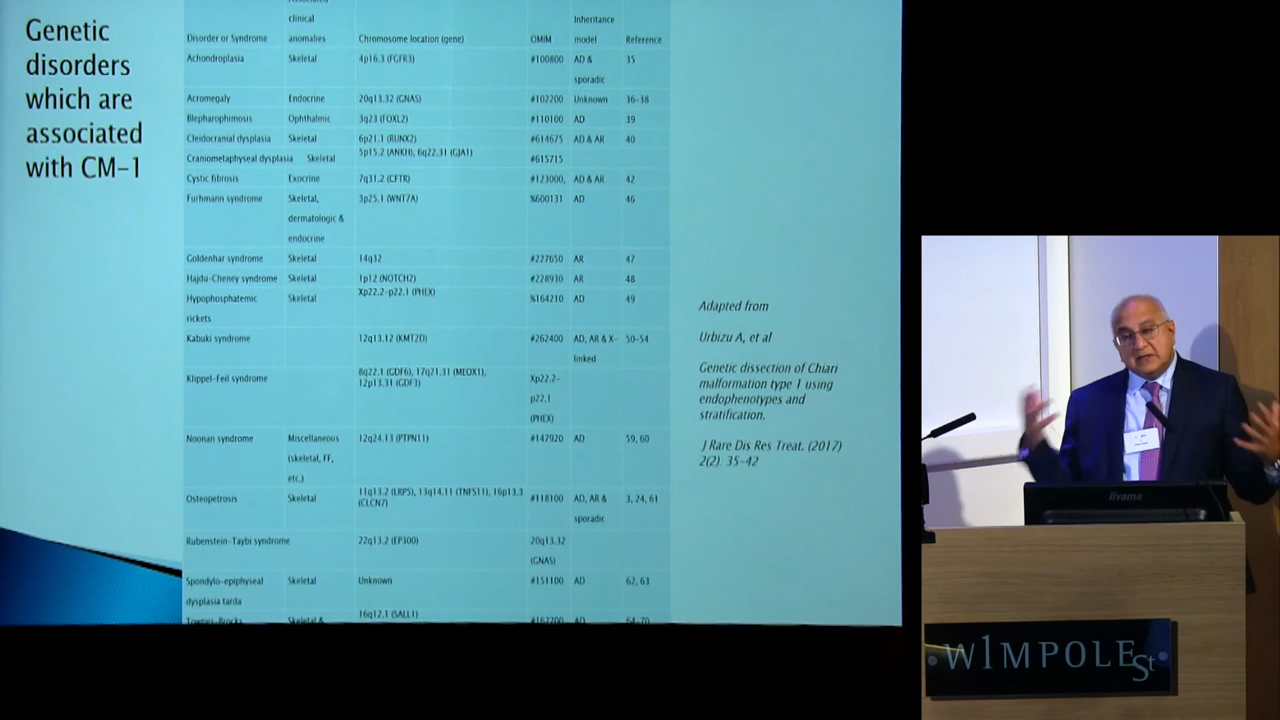 Genetic
disorders
which are
associated
with CM-1
clinical
Inheritance
Disorder or Syndrome anomalies Chromosome location (gene) OMIM model Reference
Achondroplasia Skeletal 4p16.3 (FGFR3) #100800 AD & 35
sporadic
Acromegaly Endocrine 20q13.32 (GNAS) #102200 Unknown 36-38
Blepharophimosis Ophthalmic 3q23 (FOXL2) #110100 AD 39
Cleidocranial dysplasia Skeletal 6p21.1 (RUNX2) #614675 AD & AR 40
Craniometaphyseal dysplasia Skeletal 5p15.2 (ANKH), 6q22.31 (GJA1) #615715
Cystic fibrosis Exocrine 7q31.2 (CFTR) #123000, AD & AR 42
Furhmann syndrome Skeletal, 3p25.1 (WNT7A) %600131 AD 46
dermatologic &
endocrine
Goldenhar syndrome Skeletal 14q32 #227650 AR 47
Hajdu-Cheney syndrome Skeletal 1p12 (NOTCH2) #228930 AR 48
Hypophosphatemic Skeletal Xp22.2-p22.1 (PHEX) %164210 AD 49
rickets
Kabuki syndrome 12q13.12 (KMT2D) #262400 AD, AR & X- 50-54
linked
Klippel-Feil syndrome 8q22.1 (GDF6), 17q21.31 (MEOX1), Xp22.2-
12p13.31 (GDF3) p22.1
(PHEX)
Noonan syndrome Miscellaneous 12q24.13 (PTPN11) #147920 AD 59, 60
(skeletal, FF,
etc.)
Osteopetrosis Skeletal 11q13.2 (LRP5), 13q14.11 (TNFS11), 16p13.3 #118100 AD, AR & 3, 24, 61
(CLCN7) sporadic
Rubenstein-Taybi syndrome 22q13.2 (EP300) 20q13.32
(GNAS)
Spondylo-epiphyseal Skeletal Unknown #151100 AD 62, 63
dysplasia tarda
16q12.1 (SALL1)
Adapted from
Urbizu A, et al
Genetic dissection of Chiari
malformation type 1 using
endophenotypes and
stratification.
J Rare Dis Res Treat. (2017)
2(2): 35-42
iiyama
W1MPOLE St